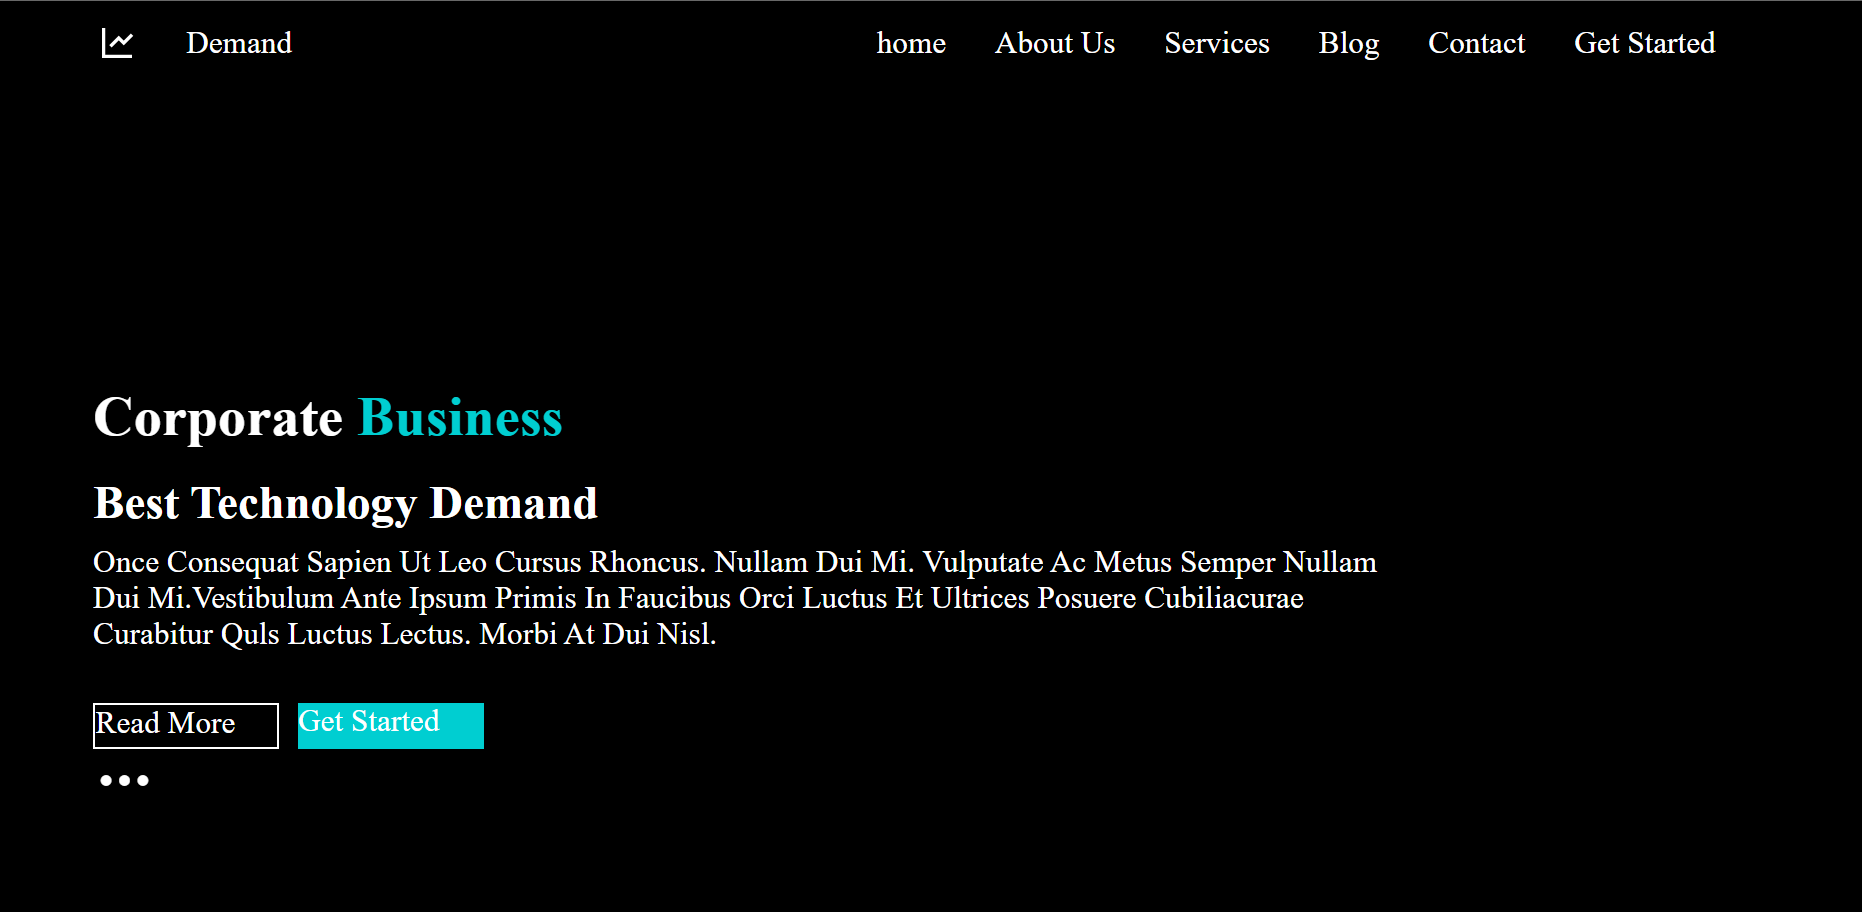 Demand
home About Us Services Blog Contact Get Started
Corporate Business
Best Technology Demand
Once Consequat Sapien Ut Leo Cursus Rhoncus. Nullam Dui Mi. Vulputate Ac Metus Semper Nullam
Dui Mi.Vestibulum Ante Ipsum Primis In Faucibus Orci Luctus Et Ultrices Posuere Cubiliacurae
Curabitur Quls Luctus Lectus. Morbi At Dui Nisl.
Read More
Get Started